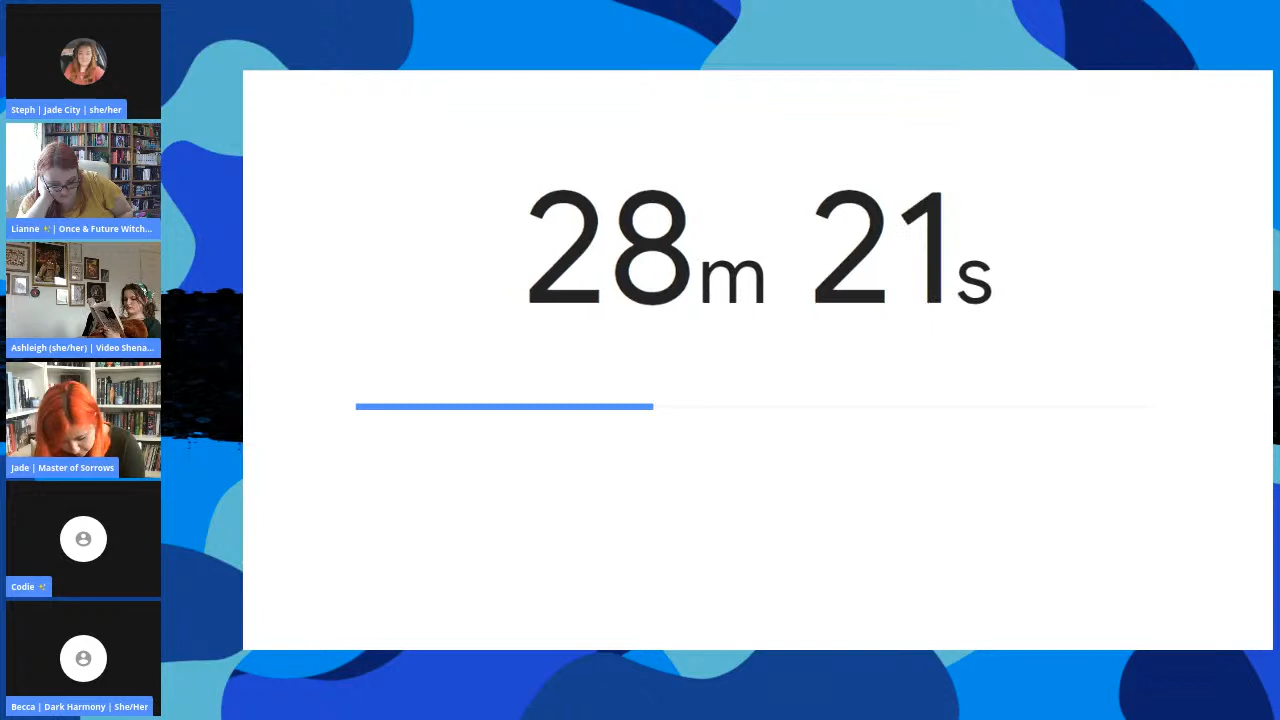 Steph | Jade City | she/her
Lianne ✨ | Once & Future Witch...
Ashleigh (she/her) | Video Shena...
Jade | Master of Sorrows
Codie ✨
Becca | Dark Harmony | She/Her
28m 21s